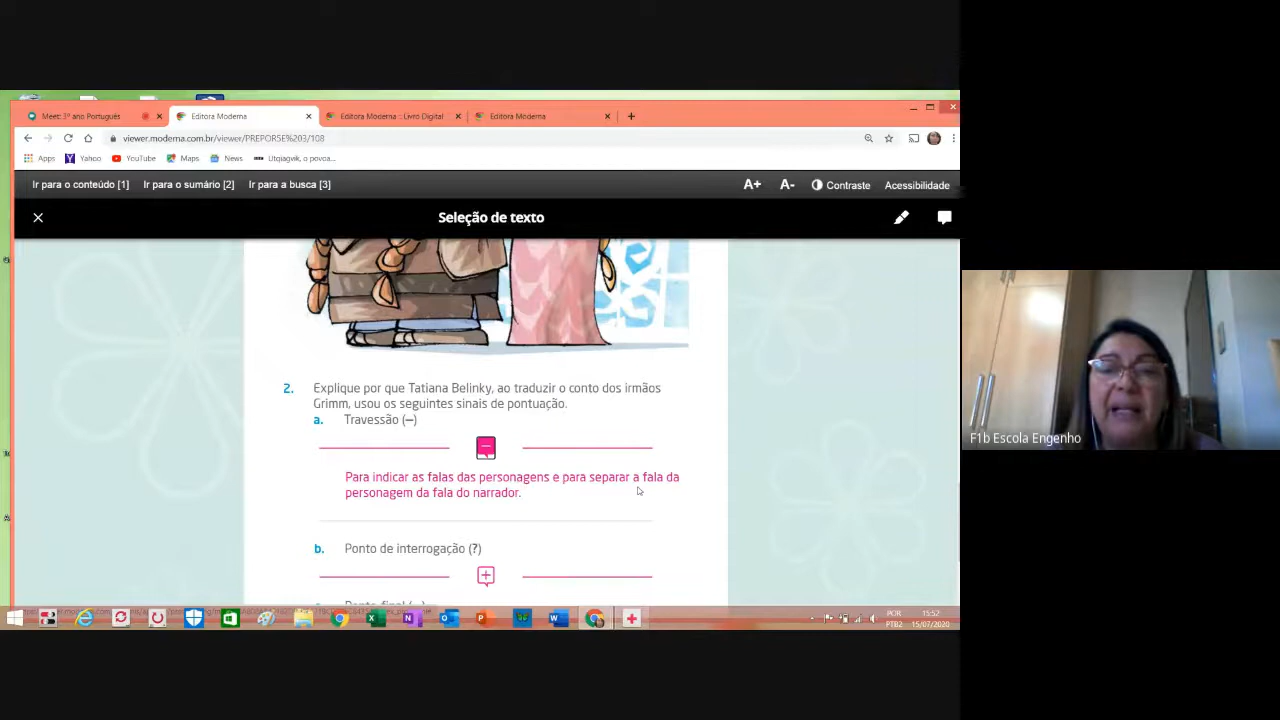 Meet: 3º ano Português
Editora Moderna
Editora Moderna :: Livro Digital
Editora Moderna
viewer.moderna.com.br/viewer/PREPORSE%203/108
Apps
Yahoo
YouTube
Maps
News
Utqiagvik, o povoa...
Ir para o conteúdo [1]
Ir para o sumário [2]
Ir para a busca [3]
A+
A-
Contraste
Acessibilidade
Seleção de texto
2. Explique por que Tatiana Belinky, ao traduzir o conto dos irmãos
Grimm, usou os seguintes sinais de pontuação.
a. Travessão (—)
Para indicar as falas das personagens e para separar a fala da
personagem da fala do narrador.
b. Ponto de interrogação (?)
POR
PTB2
15:52
15/07/2020
F1b Escola Engenho